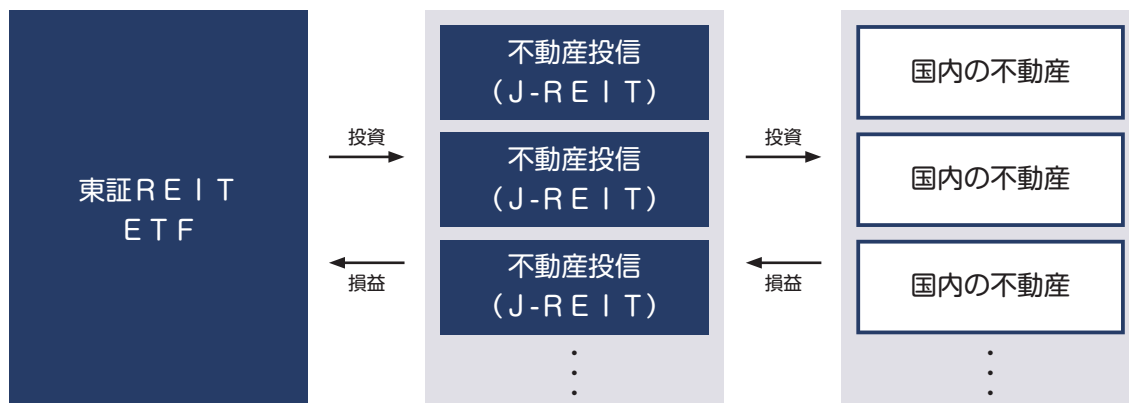 東証ＲＥＩＴ
ＥＴＦ
投資
損益
不動産投信
（Ｊ-ＲＥＩＴ）
不動産投信
（Ｊ-ＲＥＩＴ）
不動産投信
（Ｊ-ＲＥＩＴ）
・
・
・
投資
損益
国内の不動産
国内の不動産
国内の不動産
・
・
・